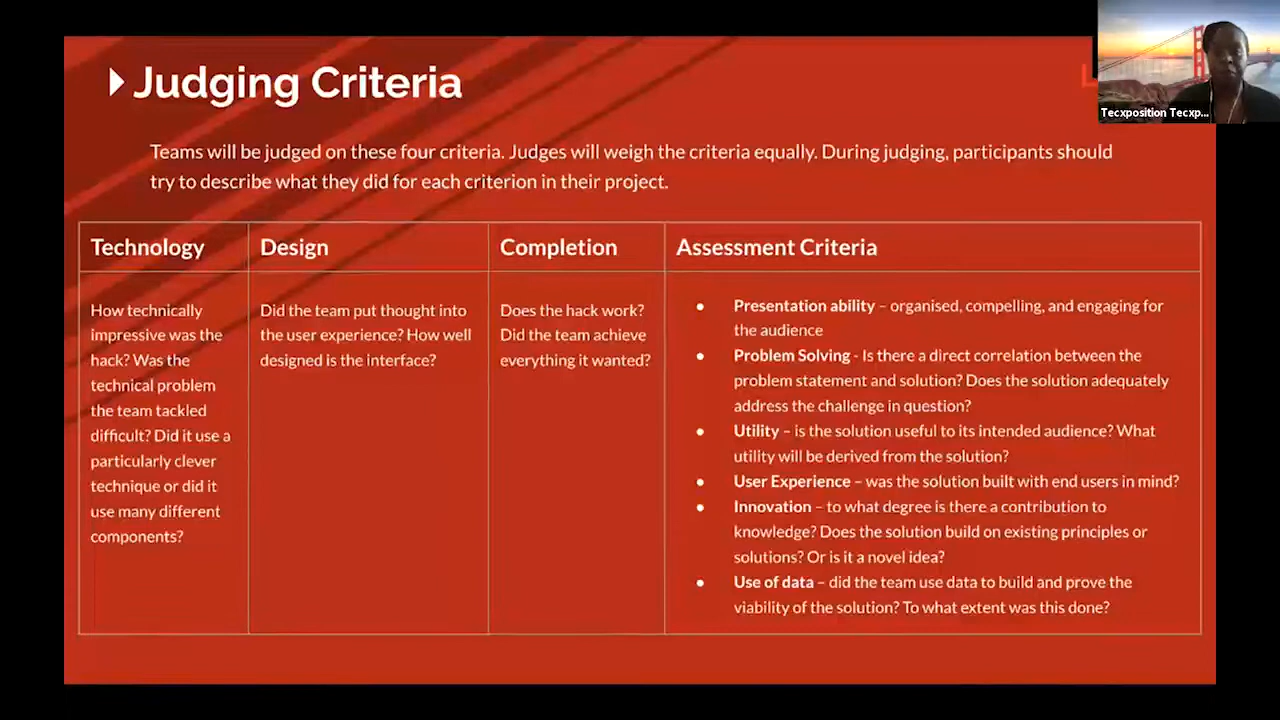 Judging Criteria
Teams will be judged on these four criteria. Judges will weigh the criteria equally. During judging, participants should
try to describe what they did for each criterion in their project.
Technology
How technically
impressive was the
hack? Was the
technical problem
the team tackled
difficult? Did it use a
particularly clever
technique or did it
use many different
components?
Design
Did the team put thought into
the user experience? How well
designed is the interface?
Completion
Does the hack work?
Did the team achieve
everything it wanted?
Assessment Criteria
● Presentation ability – organised, compelling, and engaging for
the audience
● Problem Solving - Is there a direct correlation between the
problem statement and solution? Does the solution adequately
address the challenge in question?
● Utility – is the solution useful to its intended audience? What
utility will be derived from the solution?
● User Experience – was the solution built with end users in mind?
● Innovation – to what degree is there a contribution to
knowledge? Does the solution build on existing principles or
solutions? Or is it a novel idea?
● Use of data – did the team use data to build and prove the
viability of the solution? To what extent was this done?
Tecxposition Tecxp...